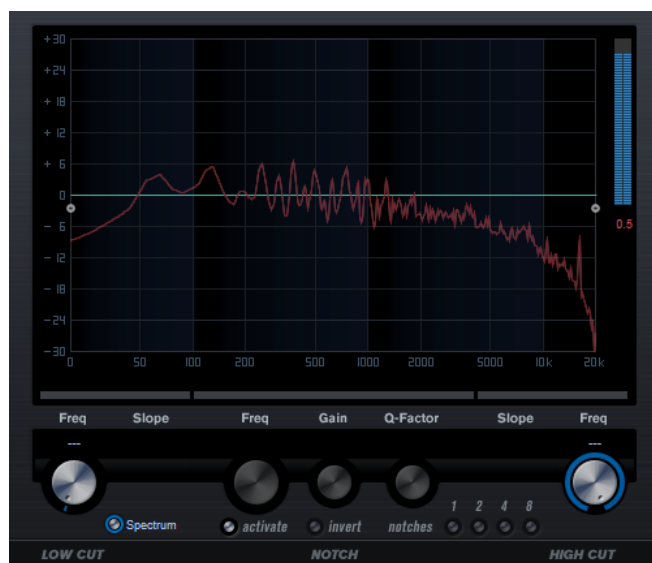 +30
+24
+ 18
+ 12
+ 6
0
- 6
- 12
- 18
-24
-30
0.5
0 50 100 200 500 1000 2000 5000 10k 20k
Freq Slope Freq Gain Q-Factor Slope Freq
--- ---
1 2 4 8
Spectrum activate invert notches
LOW CUT NOTCH HIGH CUT